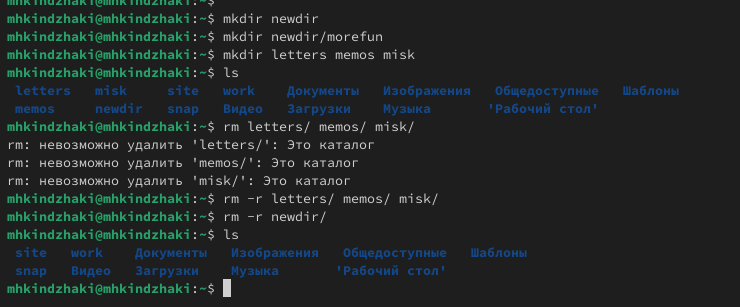 mhkindzhaki@mhkindzhaki:~$
mhkindzhaki@mhkindzhaki:~$ mkdir newdir
mhkindzhaki@mhkindzhaki:~$ mkdir newdir/morefun
mhkindzhaki@mhkindzhaki:~$ mkdir letters memos misk
mhkindzhaki@mhkindzhaki:~$ ls
letters misk site work Документы Изображения Общедоступные Шаблоны
memos newdir snap Видео Загрузки Музыка 'Рабочий стол'
mhkindzhaki@mhkindzhaki:~$ rm letters/ memos/ misk/
rm: невозможно удалить 'letters/': Это каталог
rm: невозможно удалить 'memos/': Это каталог
rm: невозможно удалить 'misk/': Это каталог
mhkindzhaki@mhkindzhaki:~$ rm -r letters/ memos/ misk/
mhkindzhaki@mhkindzhaki:~$ rm -r newdir/
mhkindzhaki@mhkindzhaki:~$ ls
site work Документы Изображения Общедоступные Шаблоны
snap Видео Загрузки Музыка 'Рабочий стол'
mhkindzhaki@mhkindzhaki:~$